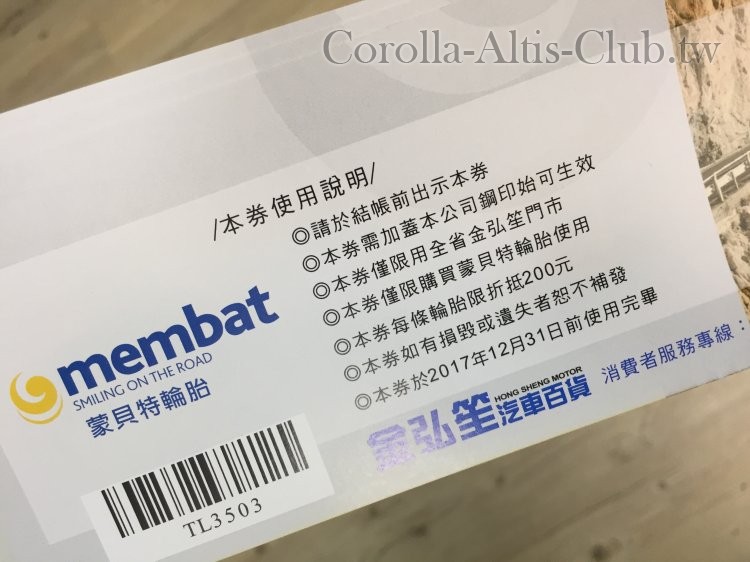 Corolla-Altis-Club.tw
/本券使用說明/
◎請於結帳前出示本券
◎本券需加蓋本公司鋼印始可生效
◎本券僅限用全省金弘笙門市
◎本券僅限購買蒙貝特輪胎使用
◎本券每條輪胎限折抵200元
◎本券如有損毀或遺失者恕不補發
◎本券於2017年12月31日前使用完畢
membat
SMILING ON THE ROAD
蒙貝特輪胎
TL3503
金弘笙 HONG SHENG MOTOR 汽車百貨
消費者服務專線：